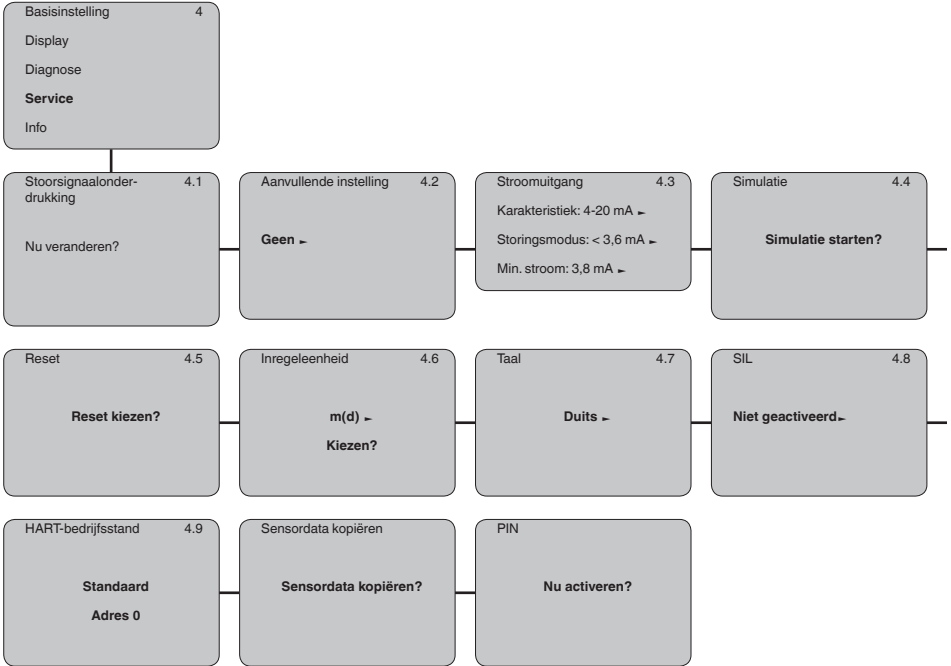 Basisinstelling 4
Display
Diagnose
Service
Info
Stoorsignaalonder- 4.1
drukking
Nu veranderen?
Aanvullende instelling 4.2
Geen ►
Stroomuitgang 4.3
Karakteristiek: 4-20 mA ►
Storingsmodus: < 3,6 mA ►
Min. stroom: 3,8 mA ►
Simulatie 4.4
Simulatie starten?
Reset 4.5
Reset kiezen?
Inregeleenheid 4.6
m(d) ►
Kiezen?
Taal 4.7
Duits ►
SIL 4.8
Niet geactiveerd►
HART-bedrijfsstand 4.9
Standaard
Adres 0
Sensordata kopiëren
Sensordata kopiëren?
PIN
Nu activeren?